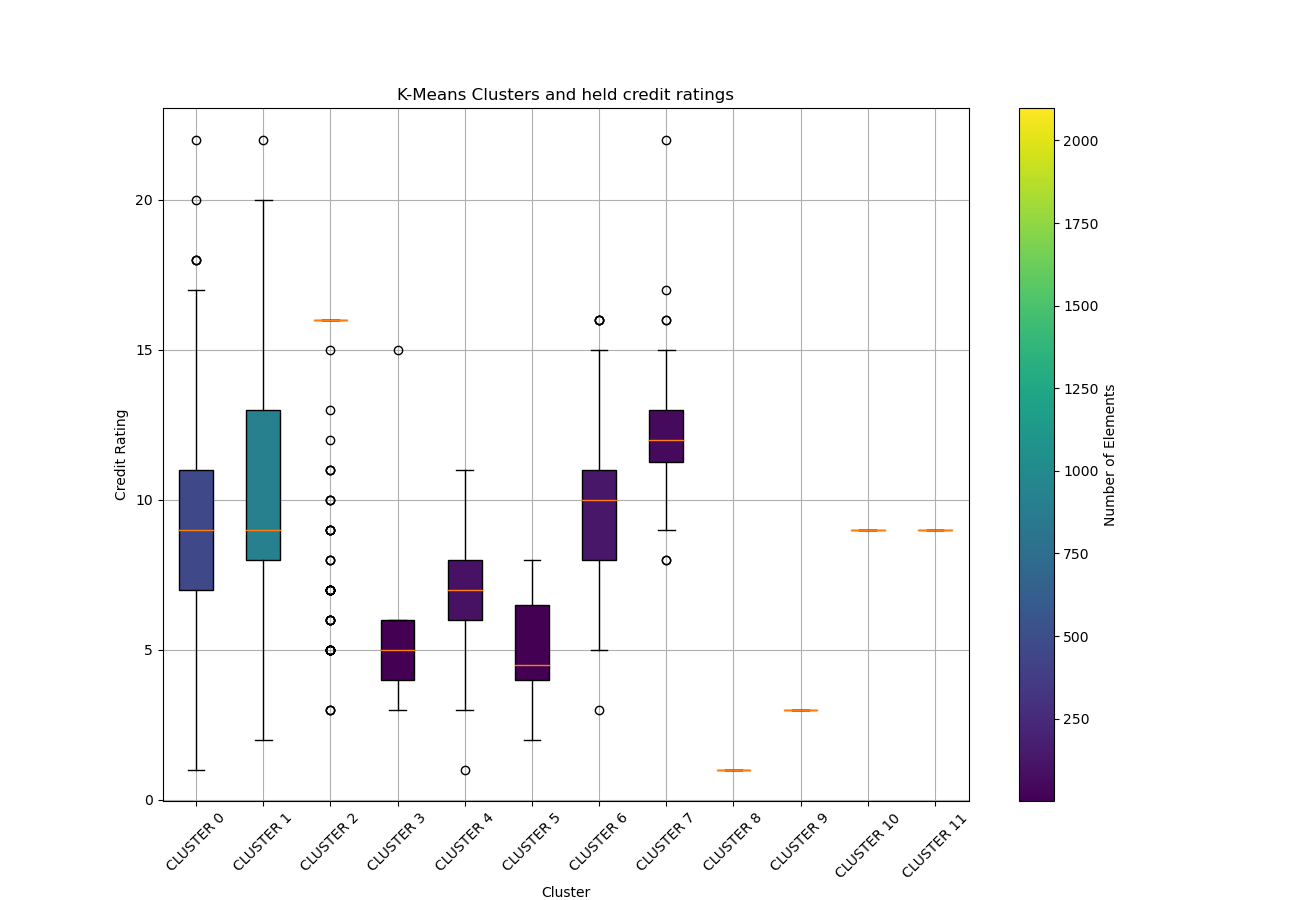 K-Means Clusters and held credit ratings
Credit Rating
20
15
10
5
0
CLUSTER 0
CLUSTER 1
CLUSTER 2
CLUSTER 3
CLUSTER 4
CLUSTER 5
CLUSTER 6
CLUSTER 7
CLUSTER 8
CLUSTER 9
CLUSTER 10
CLUSTER 11
Cluster
2000
1750
1500
1250
1000
750
500
250
Number of Elements